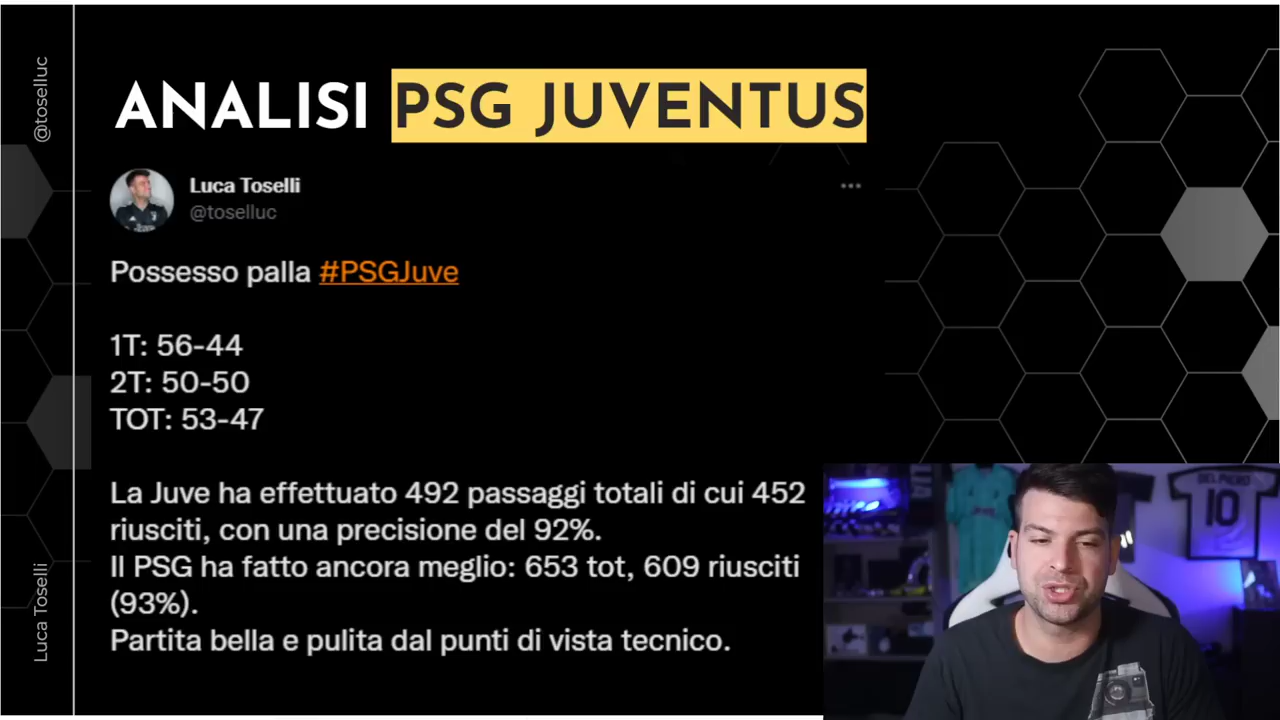 @toselluc
Luca Toselli
ANALISI PSG JUVENTUS
Luca Toselli
@toselluc
Possesso palla #PSGJuve
1T: 56-44
2T: 50-50
TOT: 53-47
La Juve ha effettuato 492 passaggi totali di cui 452
riusciti, con una precisione del 92%.
Il PSG ha fatto ancora meglio: 653 tot, 609 riusciti
(93%).
Partita bella e pulita dal punti di vista tecnico.
DEL PIERO
10